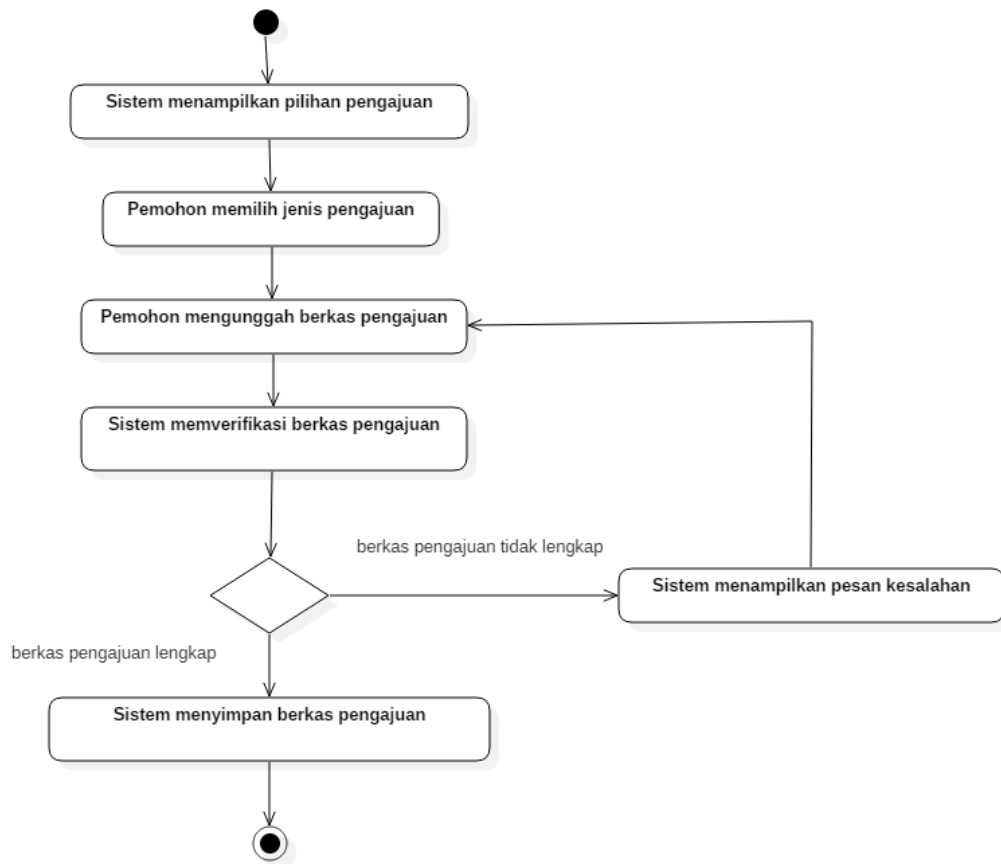 Sistem menampilkan pilihan pengajuan
Pemohon memilih jenis pengajuan
Pemohon mengunggah berkas pengajuan
Sistem memverifikasi berkas pengajuan
berkas pengajuan tidak lengkap
Sistem menampilkan pesan kesalahan
berkas pengajuan lengkap
Sistem menyimpan berkas pengajuan